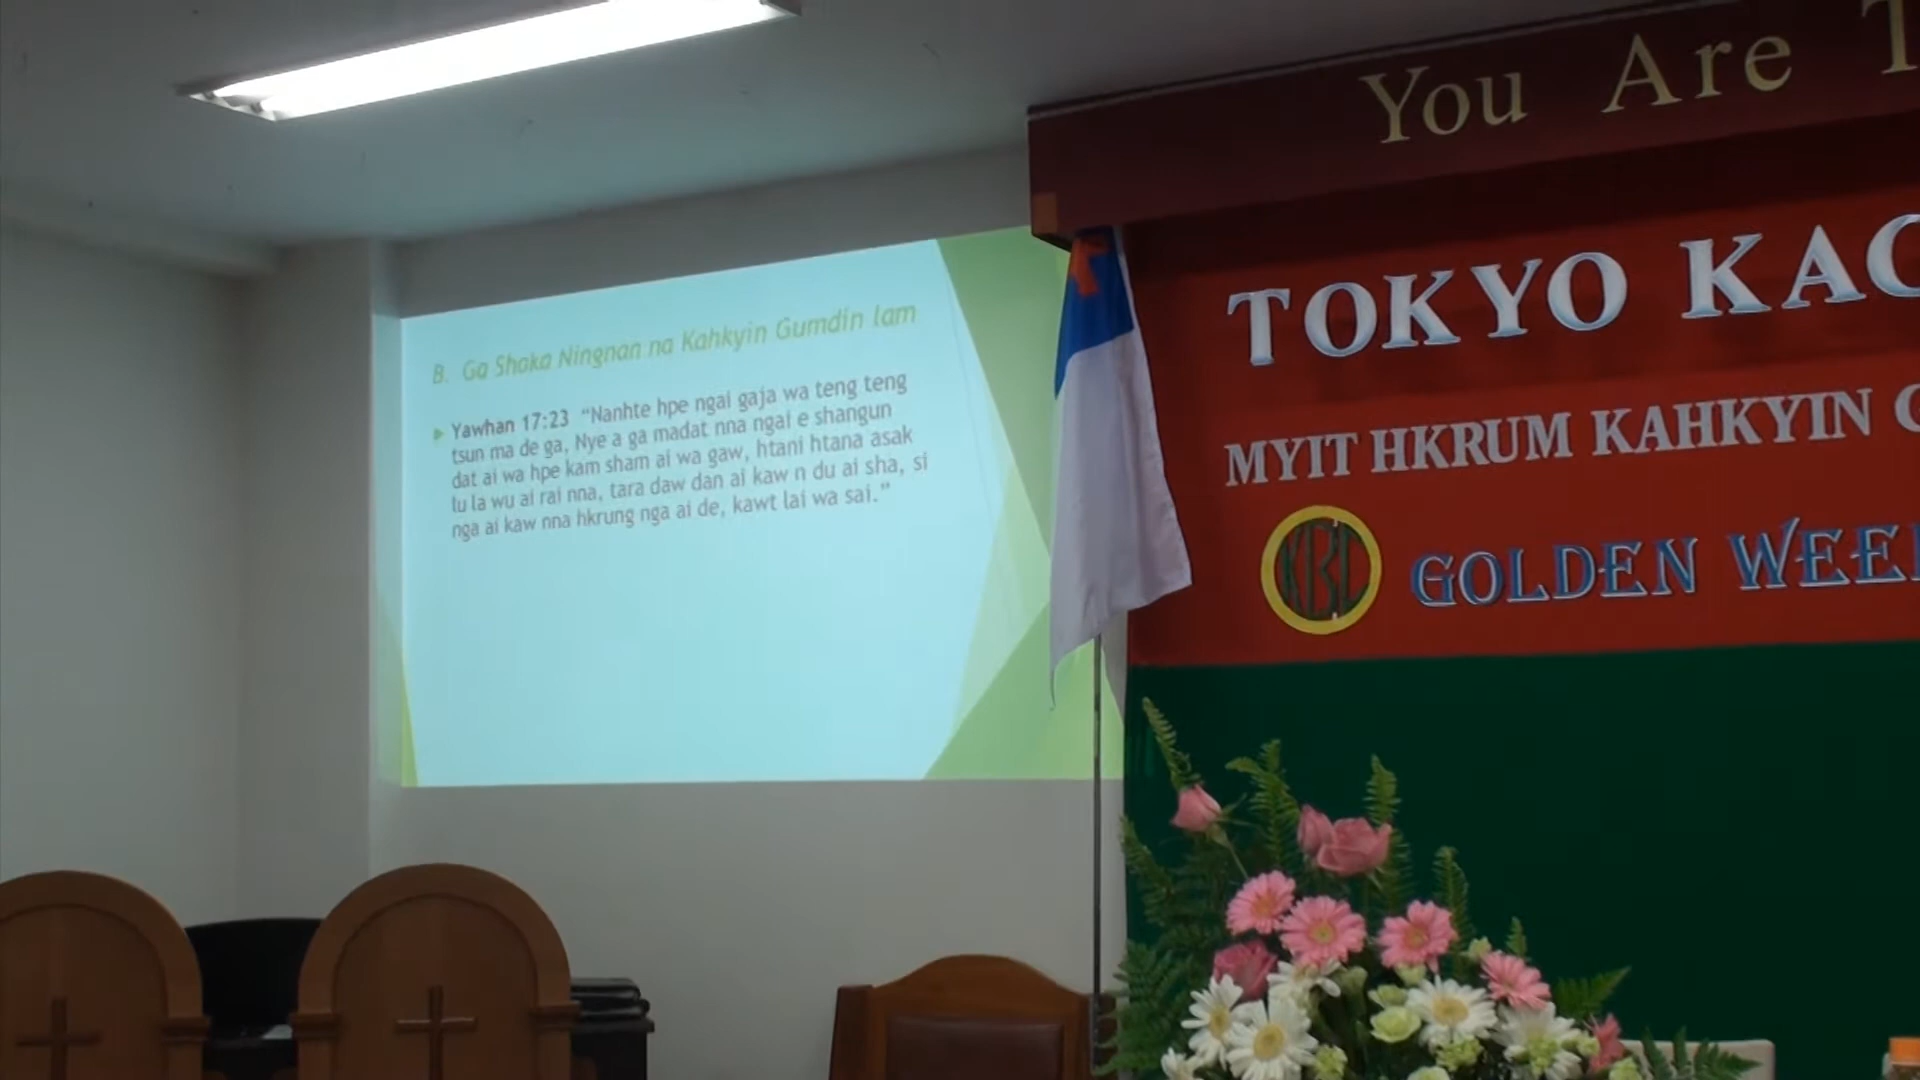 B. Ga Shaka Ningnan na Kahkyin Gumdin lam
Yawhan 17:23 “Nanhte hpe ngai gaja wa teng teng
tsun ma de ga, Nye a ga madat nna ngai e shangun
dat ai wa hpe kam sham ai wa gaw, htani htana asak
lu la wu ai rai nna, tara daw dan ai kaw n du ai sha, si
nga ai kaw nna hkrung nga ai de, kawt lai wa sai.”
You Are
TOKYO KAC
MYIT HKRUM KAHKYIN G
KBC
GOLDEN WEE